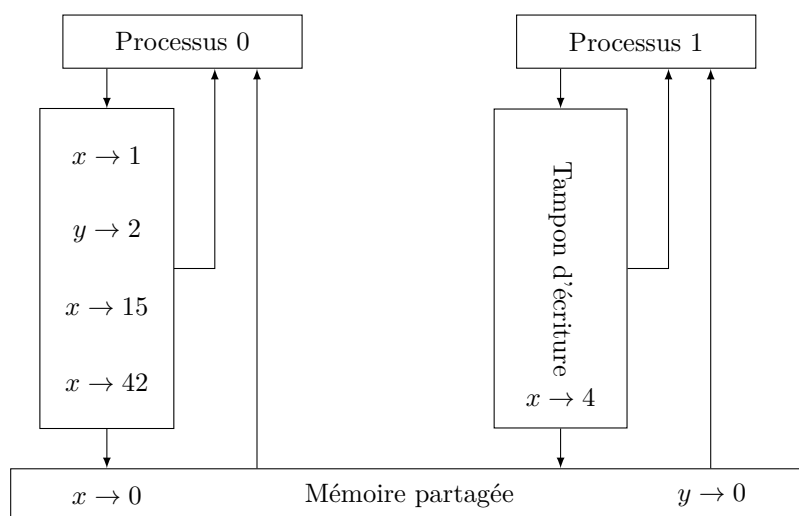 Processus 0
Processus 1
x → 1
y → 2
x → 15
x → 42
Tampon d'écriture
x → 4
x → 0
Mémoire partagée
y → 0